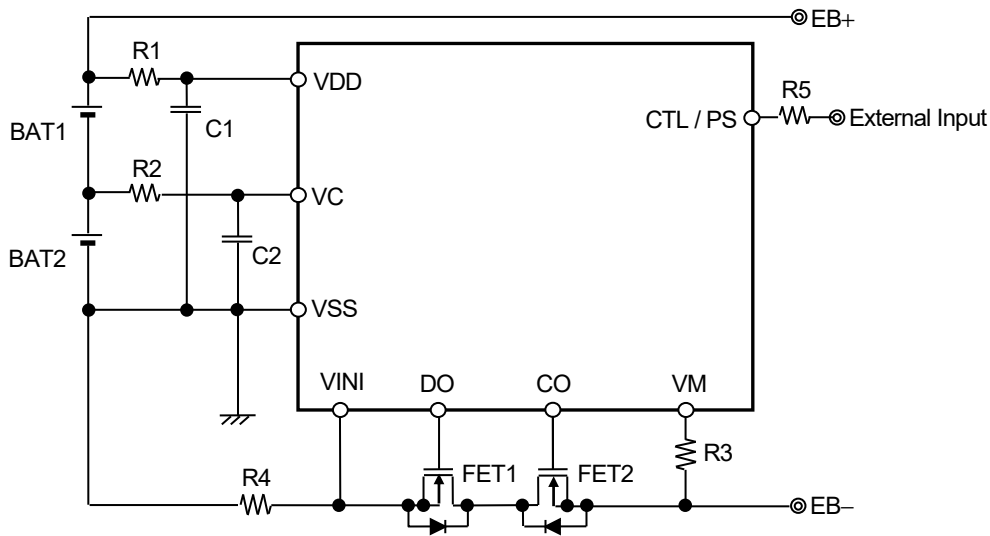 EB+
R1
VDD
R5
BAT1
C1
CTL / PS
External Input
R2
VC
BAT2
C2
VSS
VINI
DO
CO
VM
R3
R4
FET1
FET2
EB−